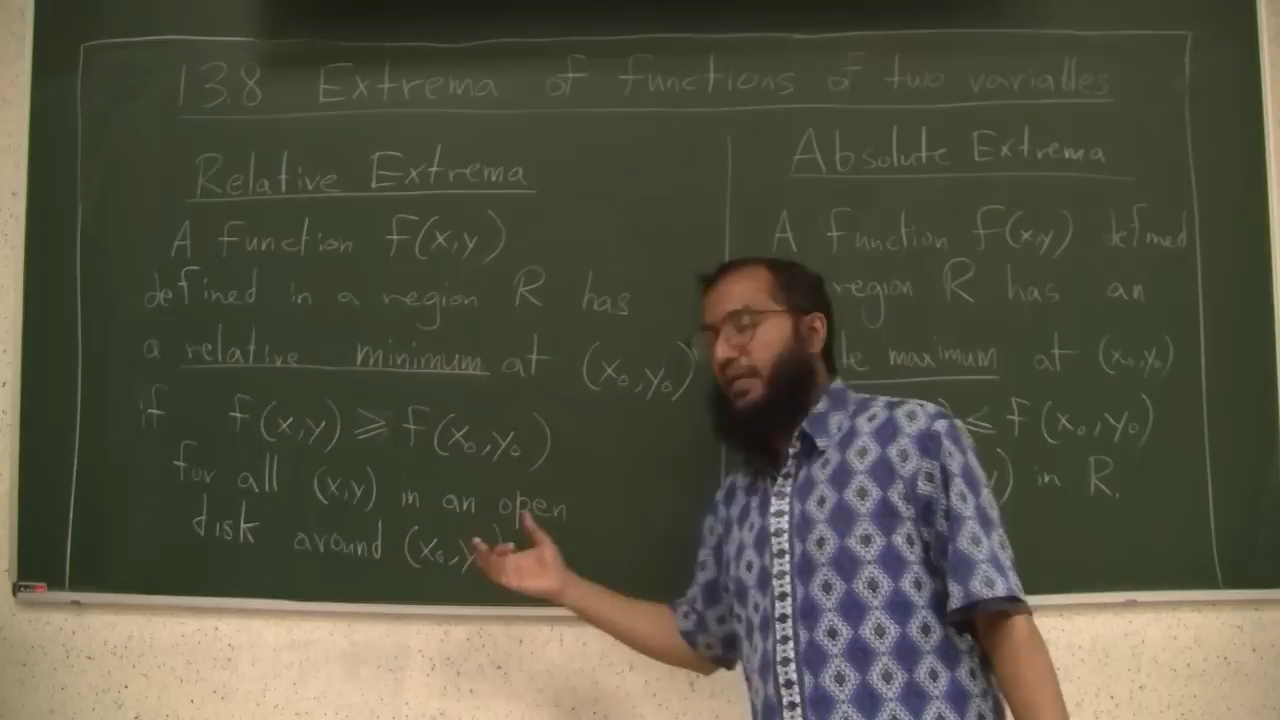 13.8 Extrema of functions of two variables
Relative Extrema
A function f(x,y)
defined in a region R has
a relative minimum at (x₀,y₀)
if f(x,y) ≥ f(x₀,y₀)
for all (x,y) in an open
disk around (x₀,y
Absolute Extrema
A function f(x,y) defined
region R has an
maximum at (x₀,y₀)
≤ f(x₀,y₀)
) in R.